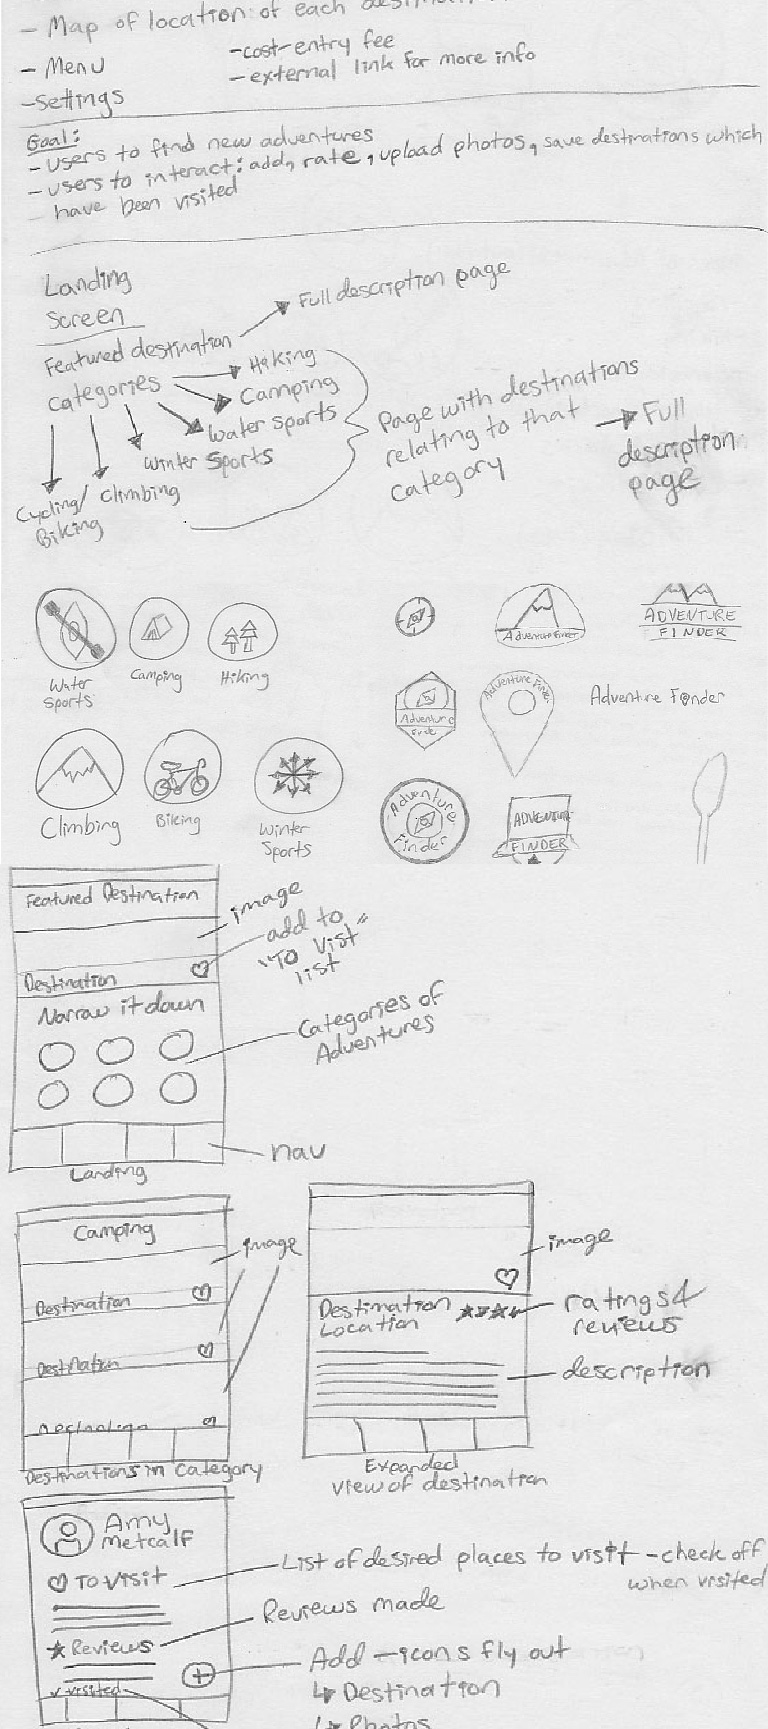 - Map of location of each
- Menu
- Settings
- cost-entry fee
- external link for more info
Goal:
- users to find new adventures
- users to interact: add, rate, upload photos, save destinations which
have been visited
Landing
Screen
Featured destination
Full description page
Categories
Hiking
Camping
Water sports
Winter Sports
Climbing
Cycling/
Biking
Page with destinations
relating to that
category
Full
description
page
Water
Sports
Camping
Hiking
Climbing
Biking
Winter
Sports
Adventure Finder
ADVENTURE
FINDER
Adventure
Finder
Adventure Finder
Adventure Finder
Adventure
Finder
ADVENTURE
FINDER
Featured Destination
image
add to
"To Vist"
list
Destination
Narrow it down
Categories of
Adventures
nav
Landing
Camping
image
Destination
Destination
Destination
Destinations in Category
image
Destination
Location
ratings &
reviews
description
Expanded
view of destination
Amy
Metcalf
To Visit
List of desired places to visit - check off
when visited
Reviews made
Reviews
Add - icons fly out
Destination
Photos
visited